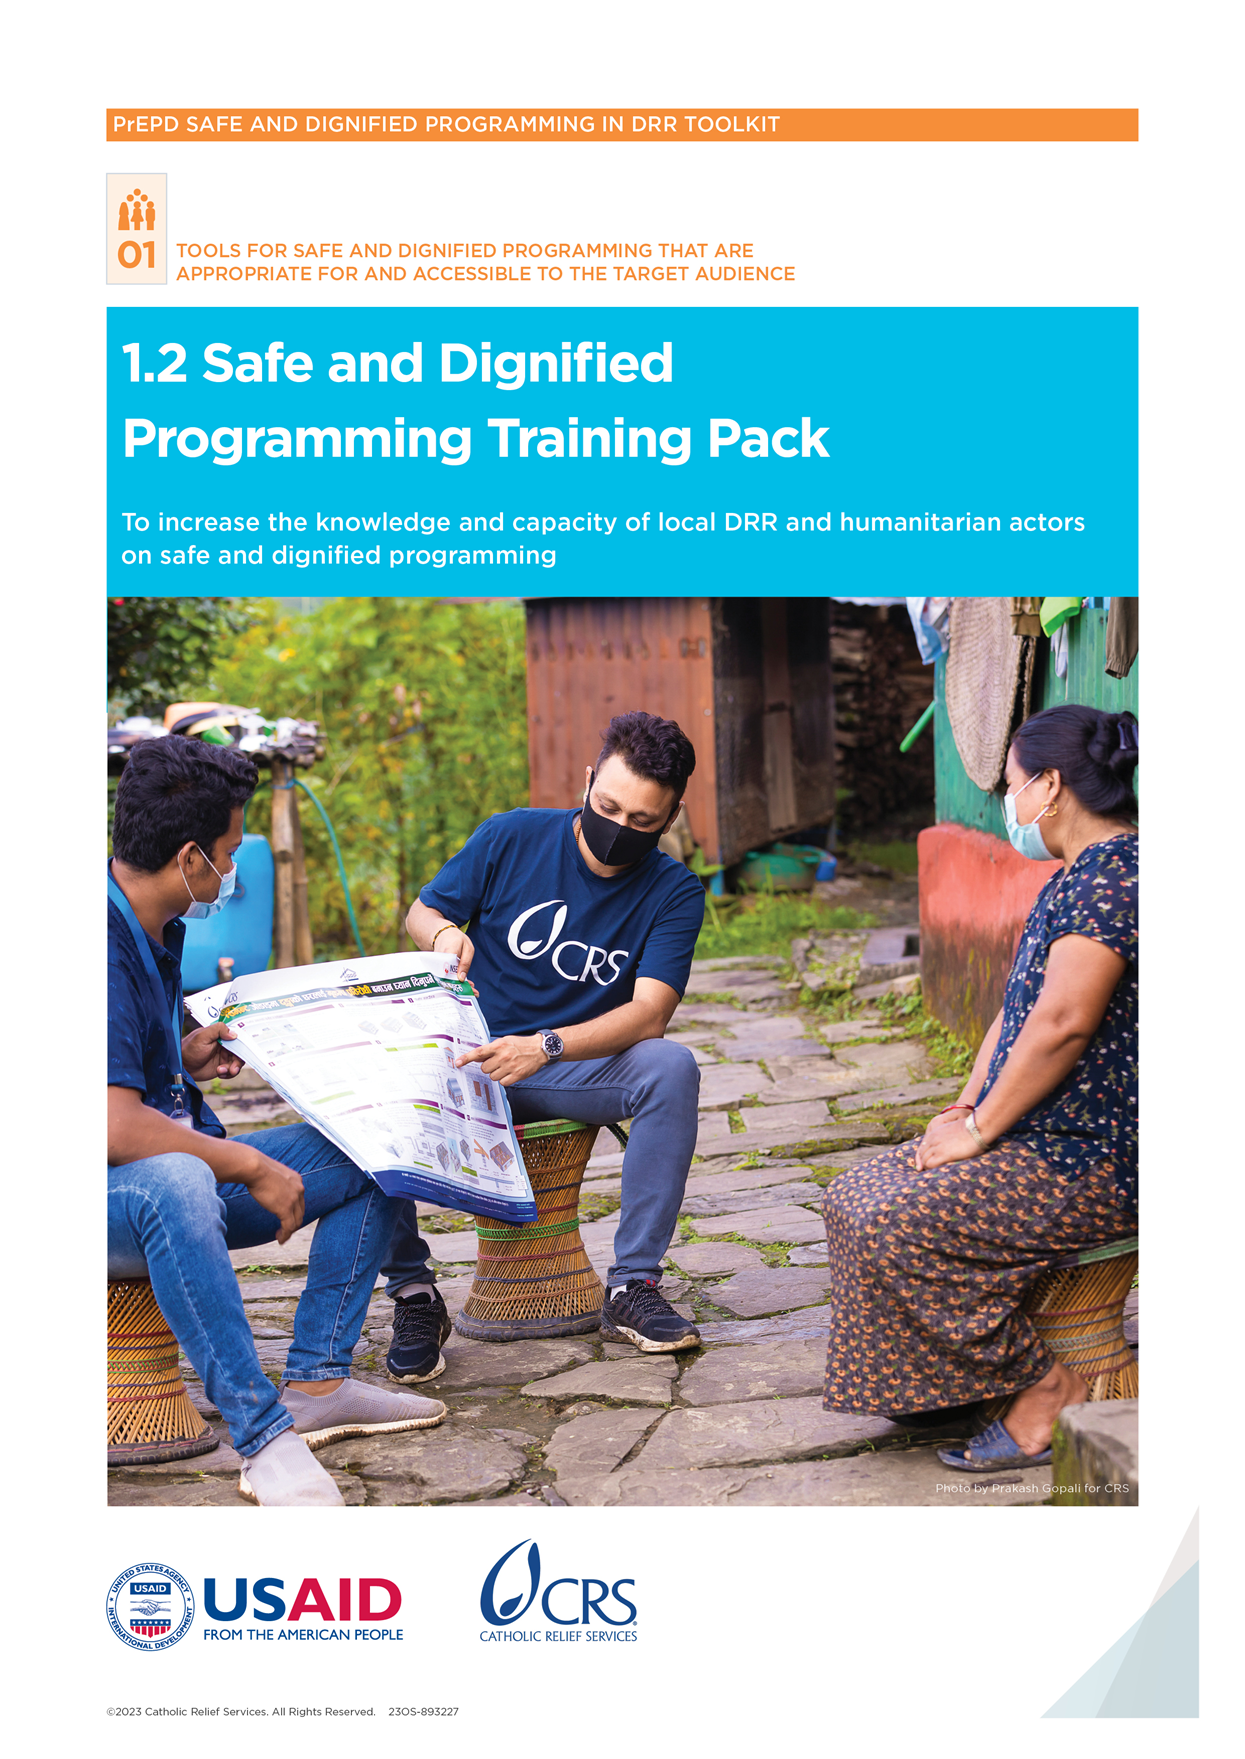 PrEPD SAFE AND DIGNIFIED PROGRAMMING IN DRR TOOLKIT
01
TOOLS FOR SAFE AND DIGNIFIED PROGRAMMING THAT ARE
APPROPRIATE FOR AND ACCESSIBLE TO THE TARGET AUDIENCE
1.2 Safe and Dignified
Programming Training Pack
To increase the knowledge and capacity of local DRR and humanitarian actors
on safe and dignified programming
CRS
CRS
Photo by Prakash Gopali for CRS
UNITED STATES AGENCY
USAID
INTERNATIONAL DEVELOPMENT
USAID
FROM THE AMERICAN PEOPLE
CRS®
CATHOLIC RELIEF SERVICES
©2023 Catholic Relief Services. All Rights Reserved. 23OS-893227